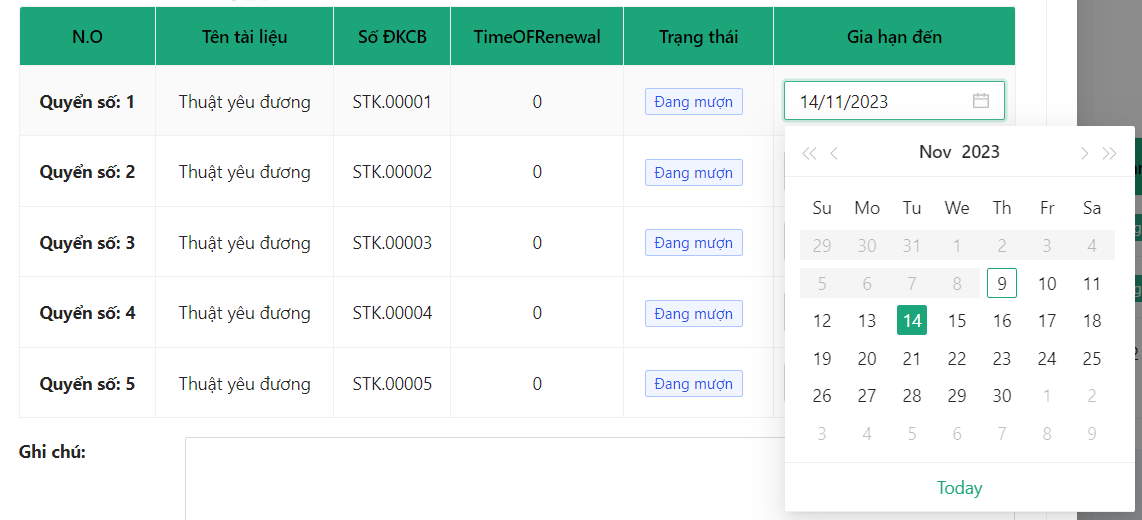 N.O Tên tài liệu Số ĐKCB TimeOFRenewal Trạng thái Gia hạn đến
Quyển số: 1 Thuật yêu đương STK.00001 0 Đang mượn 14/11/2023
Quyển số: 2 Thuật yêu đương STK.00002 0 Đang mượn
Quyển số: 3 Thuật yêu đương STK.00003 0 Đang mượn
Quyển số: 4 Thuật yêu đương STK.00004 0 Đang mượn
Quyển số: 5 Thuật yêu đương STK.00005 0 Đang mượn
Ghi chú:
Nov 2023
Su Mo Tu We Th Fr Sa
29 30 31 1 2 3 4
5 6 7 8 9 10 11
12 13 14 15 16 17 18
19 20 21 22 23 24 25
26 27 28 29 30 1 2
3 4 5 6 7 8 9
Today